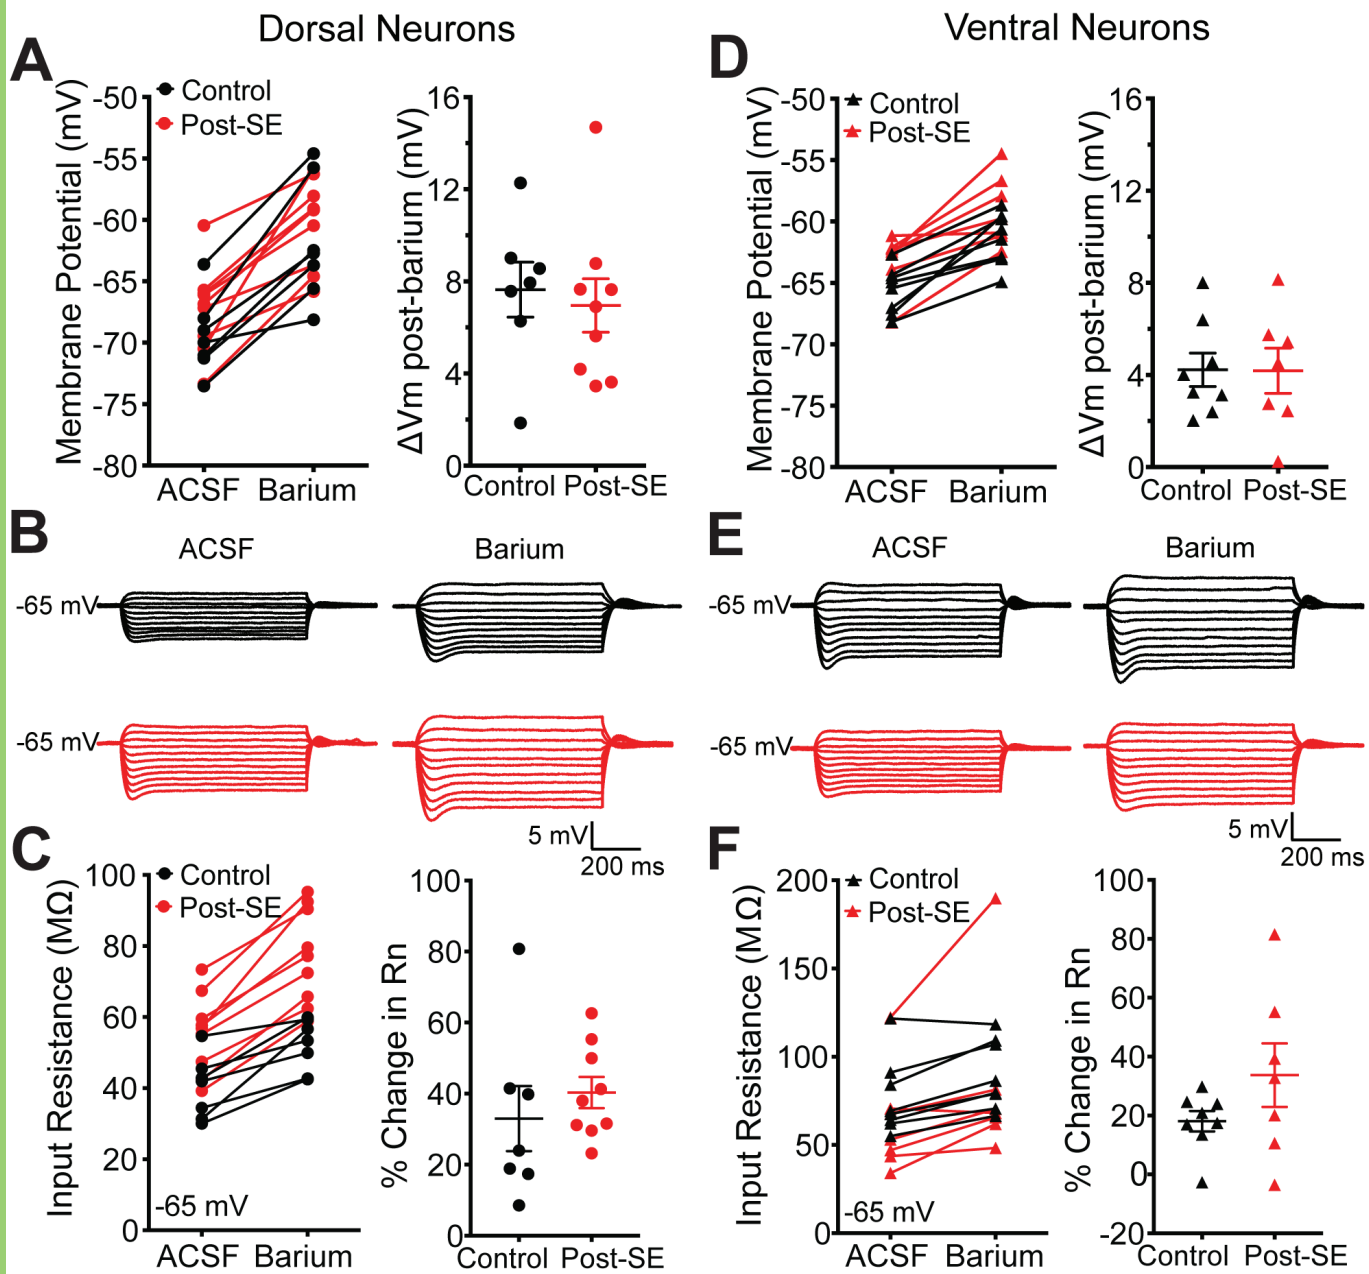 Dorsal Neurons
Ventral Neurons
A
Membrane Potential (mV)
-50
-55
-60
-65
-70
-75
-80
Control
Post-SE
ACSF Barium
ΔVm post-barium (mV)
16
12
8
4
0
Control Post-SE
D
Membrane Potential (mV)
-50
-55
-60
-65
-70
-75
-80
Control
Post-SE
ACSF Barium
ΔVm post-barium (mV)
16
12
8
4
0
Control Post-SE
B
ACSF Barium
-65 mV
-65 mV
5 mV
200 ms
E
ACSF Barium
-65 mV
-65 mV
5 mV
200 ms
C
Input Resistance (MΩ)
100
80
60
40
20
0
Control
Post-SE
-65 mV
ACSF Barium
% Change in Rn
100
80
60
40
20
0
Control Post-SE
F
Input Resistance (MΩ)
200
150
100
50
0
Control
Post-SE
-65 mV
ACSF Barium
% Change in Rn
100
80
60
40
20
0
-20
Control Post-SE